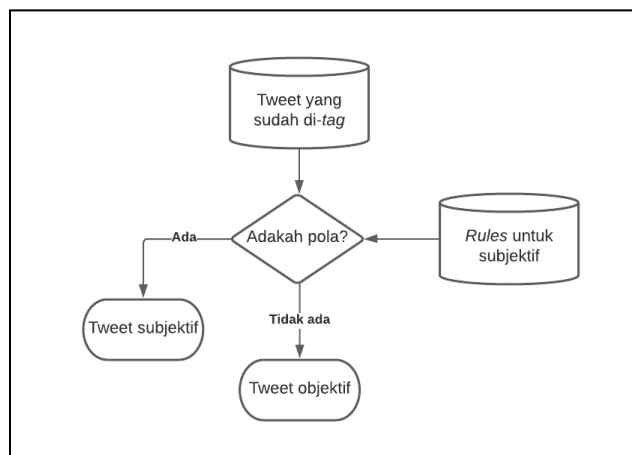 Tweet yang
sudah di-tag
Adakah pola?
Rules untuk
subjektif
Ada
Tweet subjektif
Tidak ada
Tweet objektif